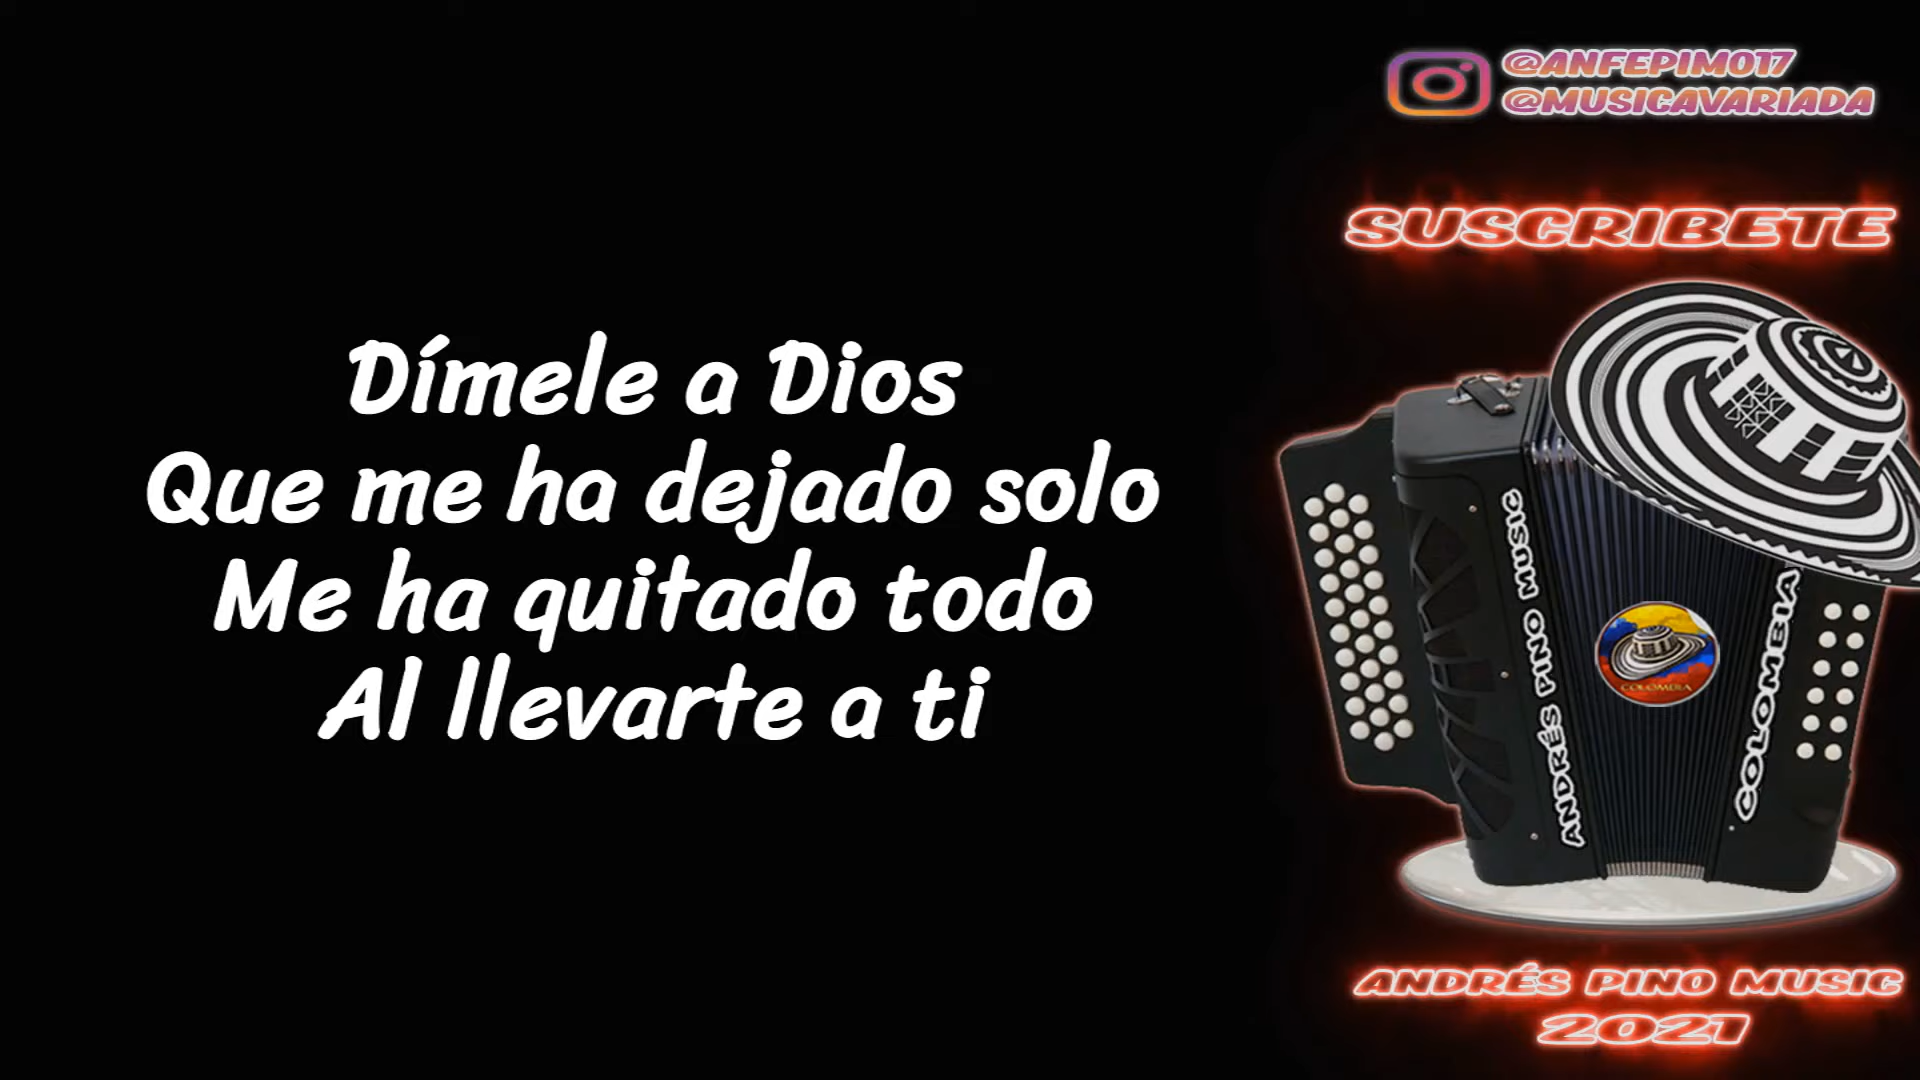 @ANFEPIMO17
@MUSICAVARIADA
SUSCRIBETE
Dímele a Dios
Que me ha dejado solo
Me ha quitado todo
Al llevarte a ti
ANDRÉS PINO MUSIC
COLOMBIA
COLOMBIA
ANDRÉS PINO MUSIC
2021